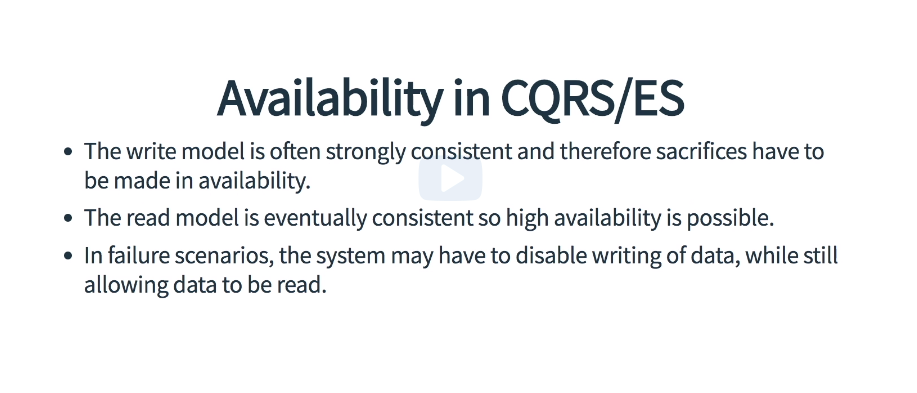 Availability in CQRS/ES
• The write model is often strongly consistent and therefore sacrifices have to
be made in availability.
• The read model is eventually consistent so high availability is possible.
• In failure scenarios, the system may have to disable writing of data, while still
allowing data to be read.